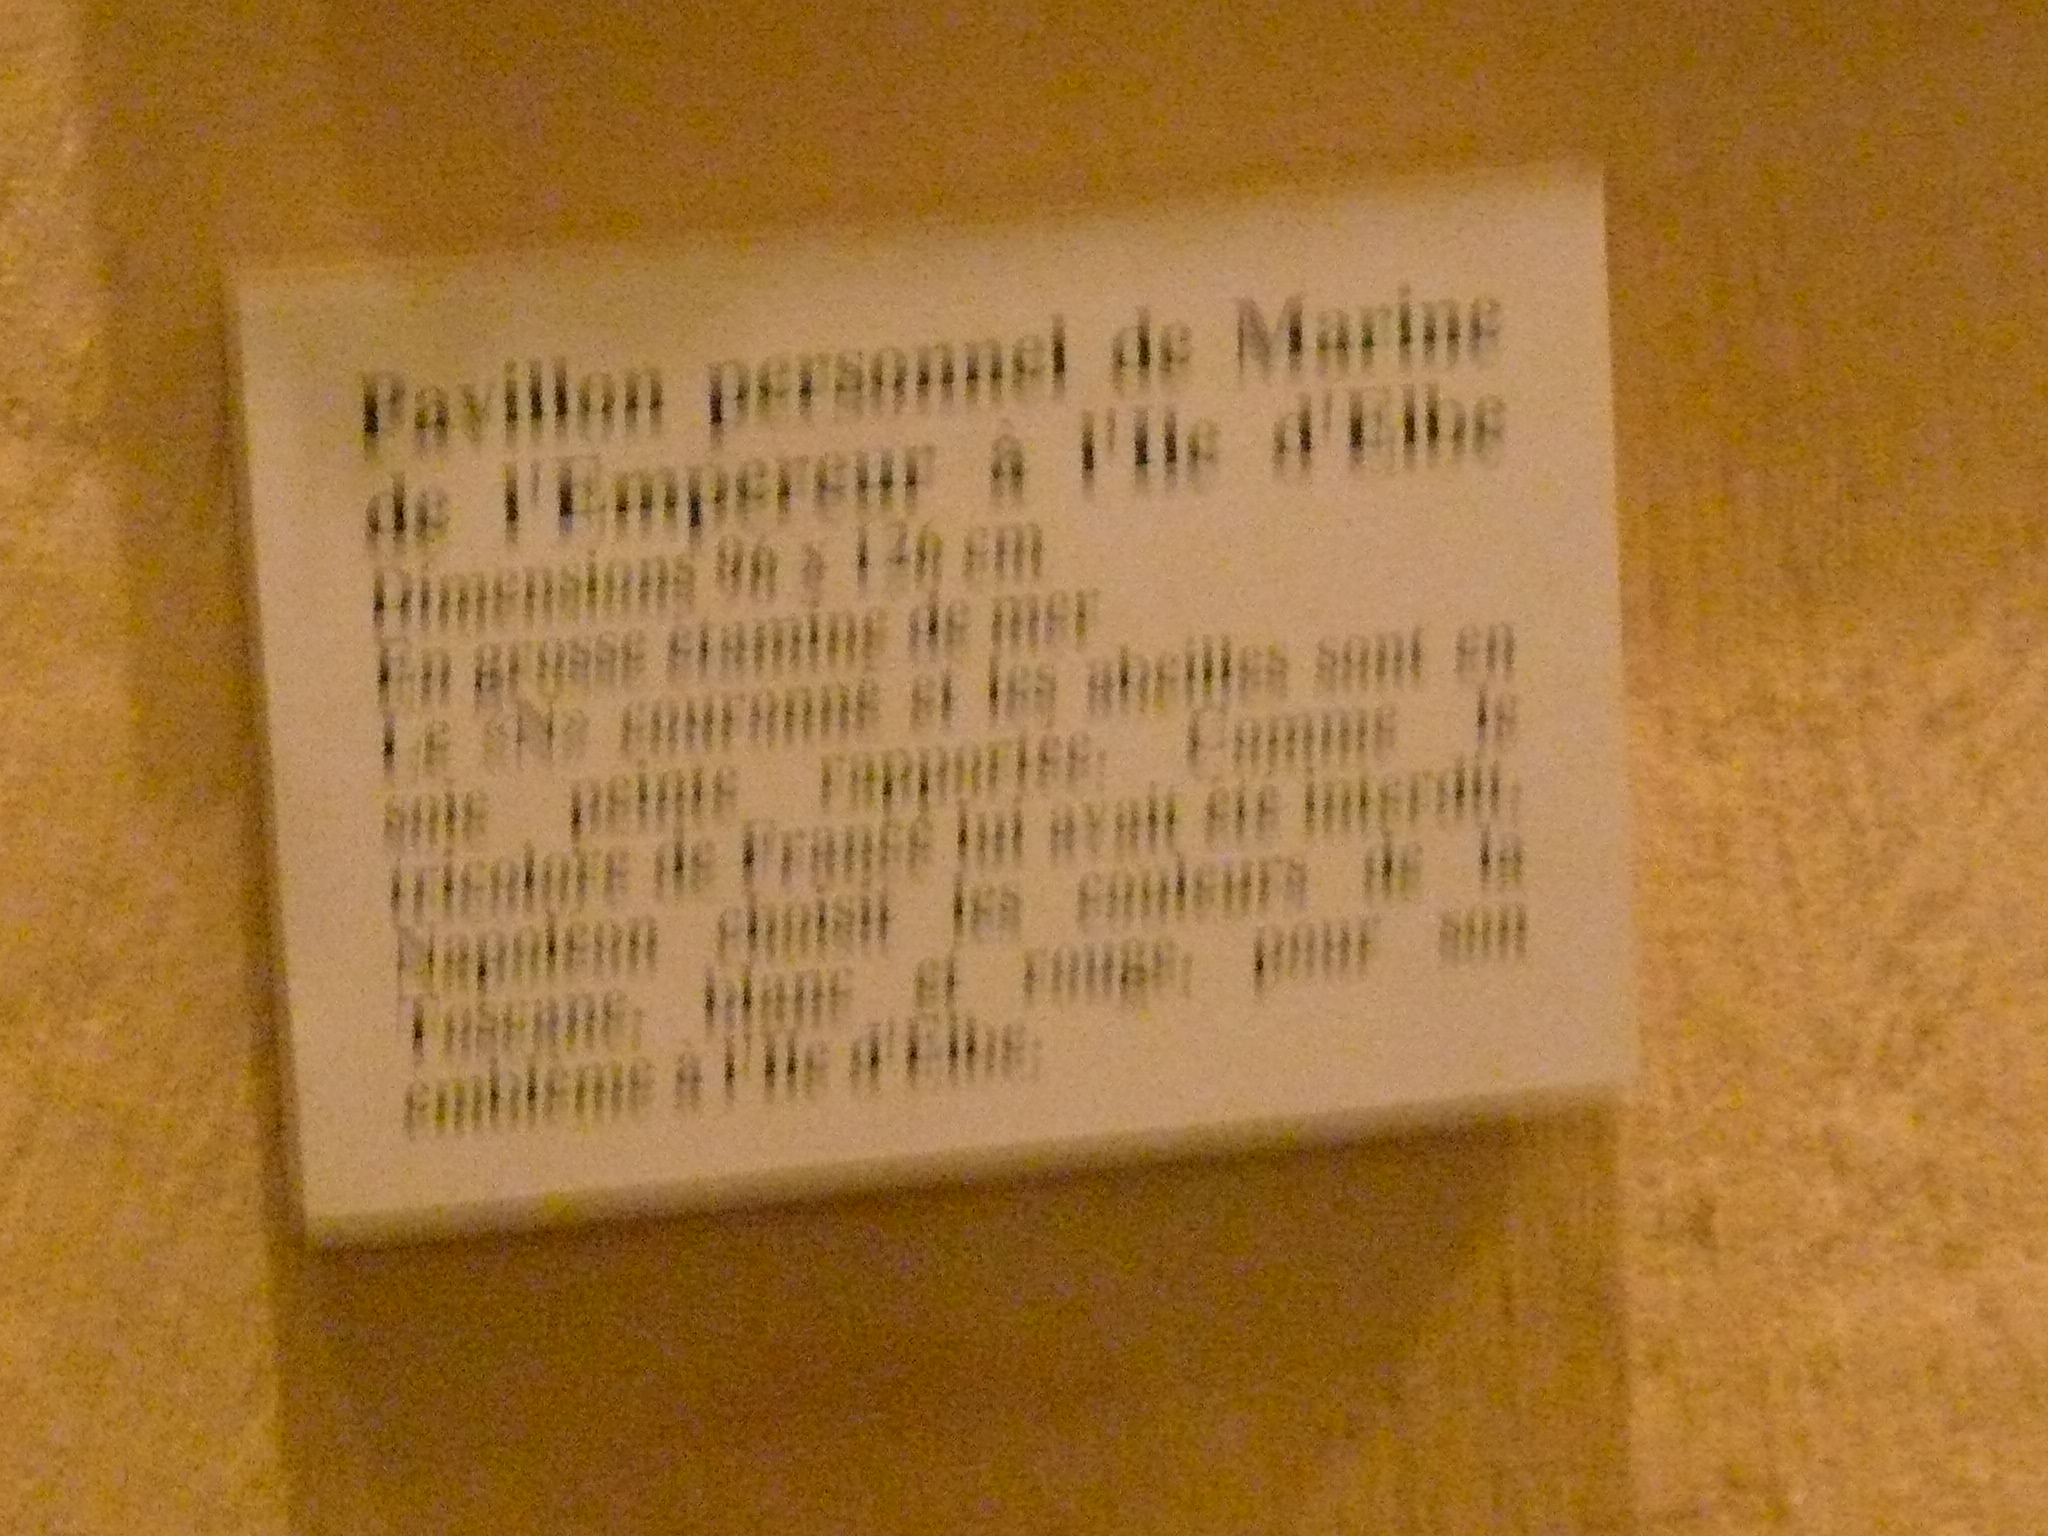 Pavillon personnel de Marine
de l'Empereur à l'Ile d'Elbe
Dimensions 96 x 126 cm
En grosse étamine de mer
Le «N» couronné et les abeilles sont en
soie peinte rapportée. Comme le
tricolore de France lui avait été interdit,
Napoléon choisit les couleurs de la
Toscane, blanc et rouge, pour son
emblème à l'Ile d'Elbe.